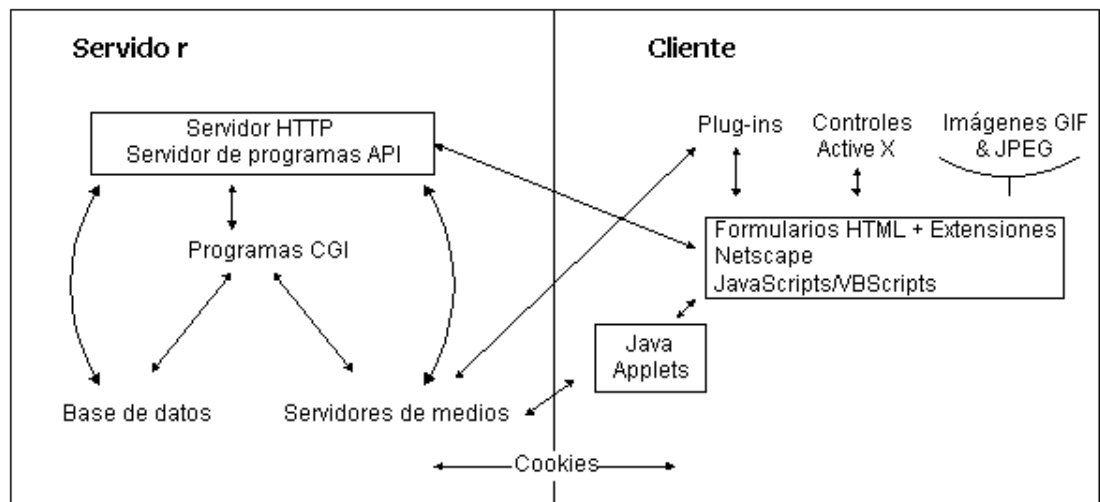 Servido r
Cliente
Servidor HTTP
Servidor de programas API
Plug-ins
Controles
Active X
Imágenes GIF
& JPEG
Programas CGI
Formularios HTML + Extensiones
Netscape
JavaScripts/VBScripts
Java
Applets
Base de datos
Servidores de medios
Cookies